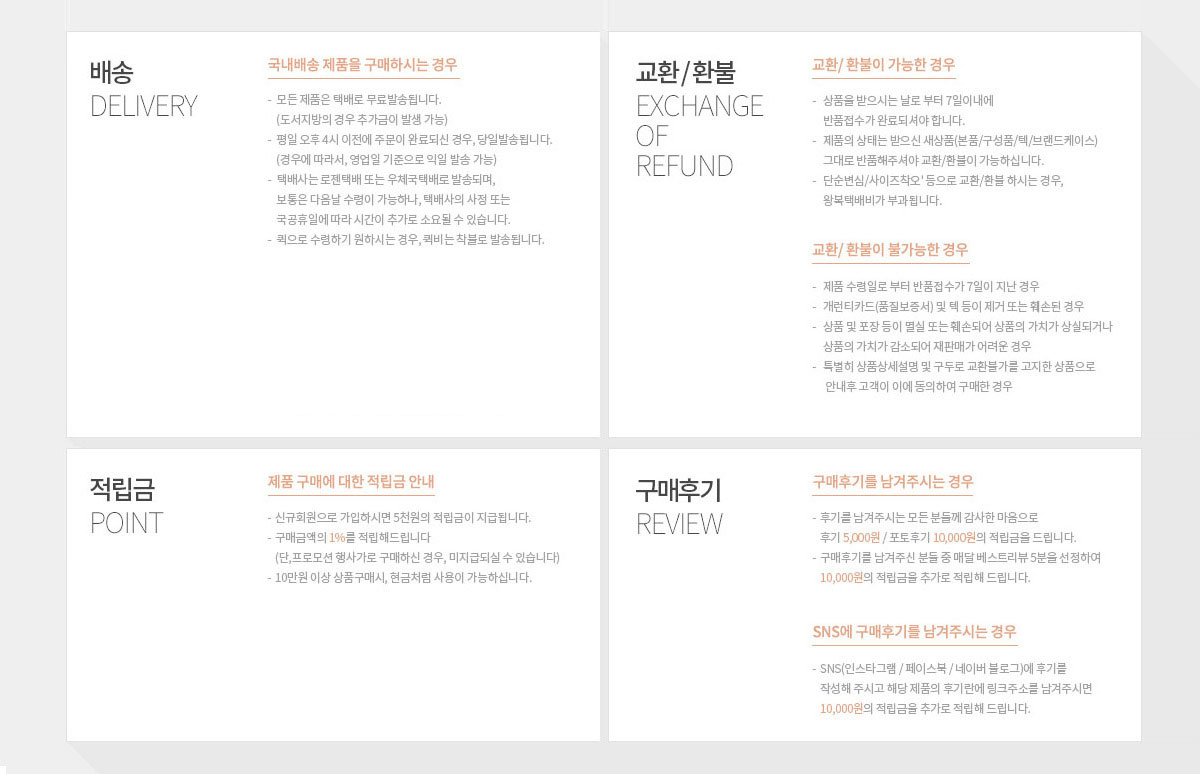 배송
DELIVERY
국내배송 제품을 구매하시는 경우
- 모든 제품은 택배로 무료발송됩니다.
(도서지방의 경우 추가금이 발생 가능)
- 평일 오후 4시 이전에 주문이 완료되신 경우, 당일발송됩니다.
(경우에 따라서, 영업일 기준으로 익일 발송 가능)
- 택배사는 로젠택배 또는 우체국택배로 발송되며,
보통은 다음날 수령이 가능하나, 택배사의 사정 또는
국공휴일에 따라 시간이 추가로 소요될 수 있습니다.
- 퀵으로 수령하기 원하시는 경우, 퀵비는 착불로 발송됩니다.
교환/환불
EXCHANGE
OF
REFUND
교환/ 환불이 가능한 경우
- 상품을 받으시는 날로 부터 7일이내에
반품접수가 완료되셔야 합니다.
- 제품의 상태는 받으신 새상품(본품/구성품/텍/브랜드케이스)
그대로 반품해주셔야 교환/환불이 가능하십니다.
- 단순변심/사이즈착오' 등으로 교환/환불 하시는 경우,
왕복택배비가 부과됩니다.
교환/ 환불이 불가능한 경우
- 제품 수령일로 부터 반품접수가 7일이 지난 경우
- 개런티카드(품질보증서) 및 텍 등이 제거 또는 훼손된 경우
- 상품 및 포장 등이 멸실 또는 훼손되어 상품의 가치가 상실되거나
상품의 가치가 감소되어 재판매가 어려운 경우
- 특별히 상품상세설명 및 구두로 교환불가를 고지한 상품으로
안내후 고객이 이에 동의하여 구매한 경우
적립금
POINT
제품 구매에 대한 적립금 안내
- 신규회원으로 가입하시면 5천원의 적립금이 지급됩니다.
- 구매금액의 1%를 적립해드립니다
(단,프로모션 행사가로 구매하신 경우, 미지급되실 수 있습니다)
- 10만원 이상 상품구매시, 현금처럼 사용이 가능하십니다.
구매후기
REVIEW
구매후기를 남겨주시는 경우
- 후기를 남겨주시는 모든 분들께 감사한 마음으로
후기 5,000원 / 포토후기 10,000원의 적립금을 드립니다.
- 구매후기를 남겨주신 분들 중 매달 베스트리뷰 5분을 선정하여
10,000원의 적립금을 추가로 적립해 드립니다.
SNS에 구매후기를 남겨주시는 경우
- SNS(인스타그램 / 페이스북 / 네이버 블로그)에 후기를
작성해 주시고 해당 제품의 후기란에 링크주소를 남겨주시면
10,000원의 적립금을 추가로 적립해 드립니다.